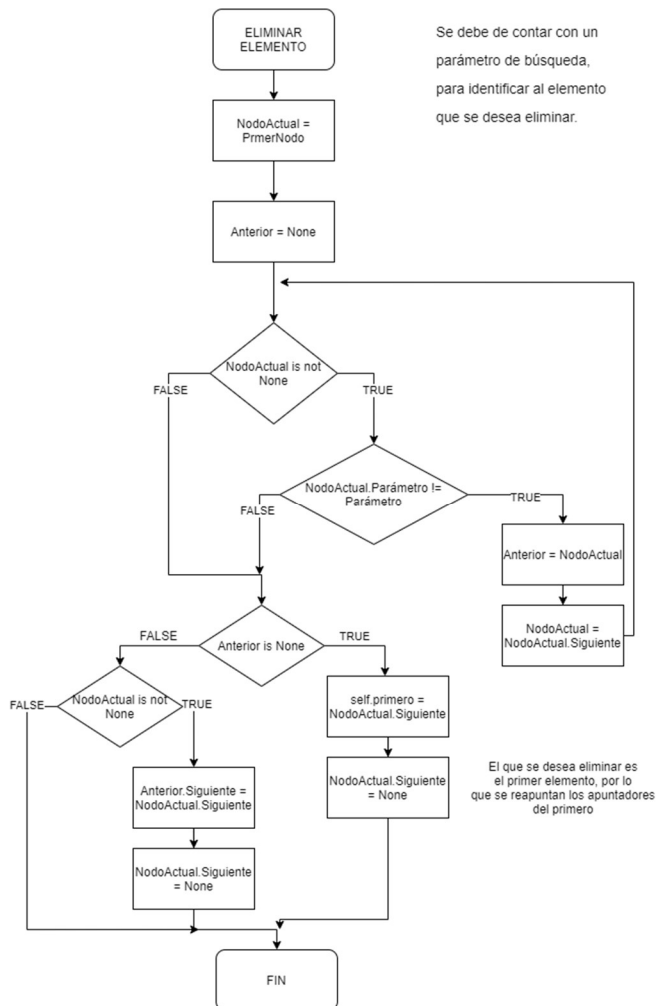 ELIMINAR
ELEMENTO
Se debe de contar con un
parámetro de búsqueda,
para identificar al elemento
que se desea eliminar.
NodoActual =
PrmerNodo
Anterior = None
NodoActual is not
None
FALSE
TRUE
NodoActual.Parámetro !=
Parámetro
FALSE
TRUE
Anterior = NodoActual
NodoActual =
NodoActual.Siguiente
Anterior is None
FALSE
TRUE
NodoActual is not
None
FALSE
TRUE
self.primero =
NodoActual.Siguiente
Anterior.Siguiente =
NodoActual.Siguiente
NodoActual.Siguiente
= None
El que se desea eliminar es
el primer elemento, por lo
que se reapuntan los apuntadores
del primero
NodoActual.Siguiente
= None
FIN